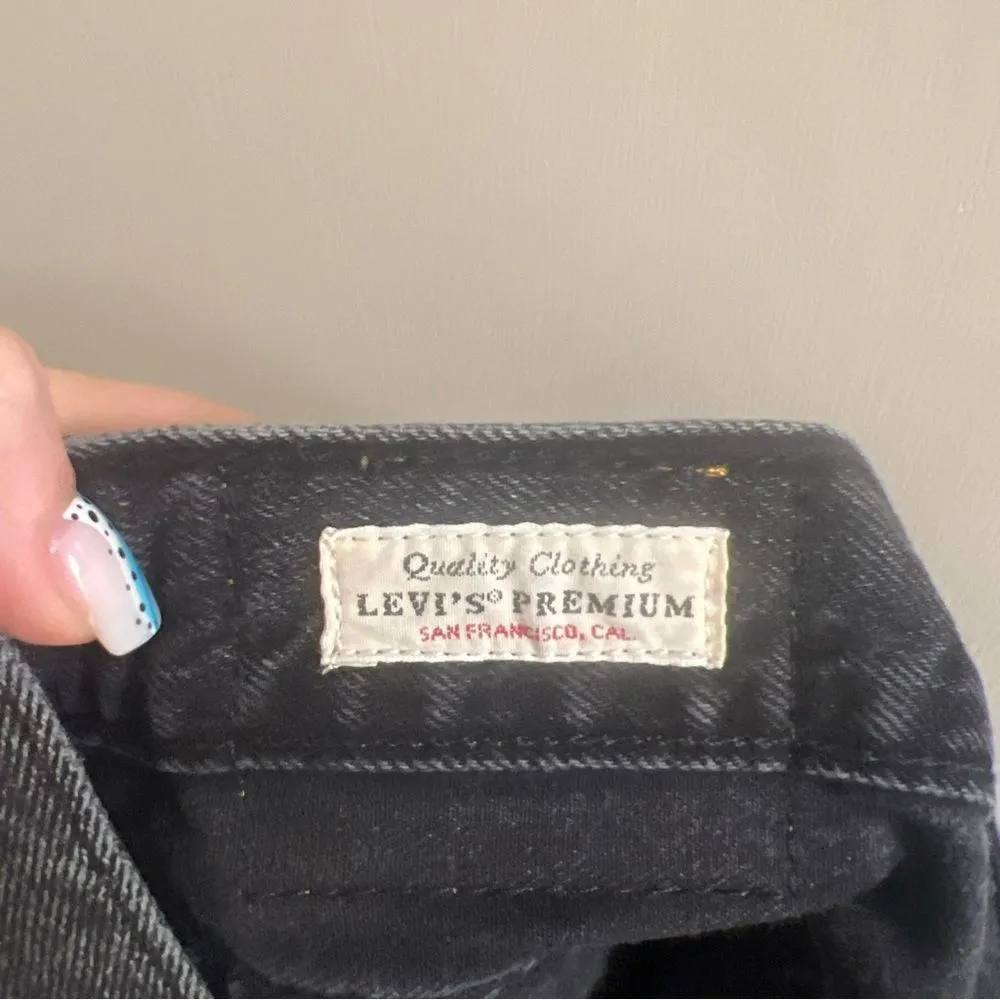 Quality Clothing
LEVI'S® PREMIUM
SAN FRANCISCO, CAL.